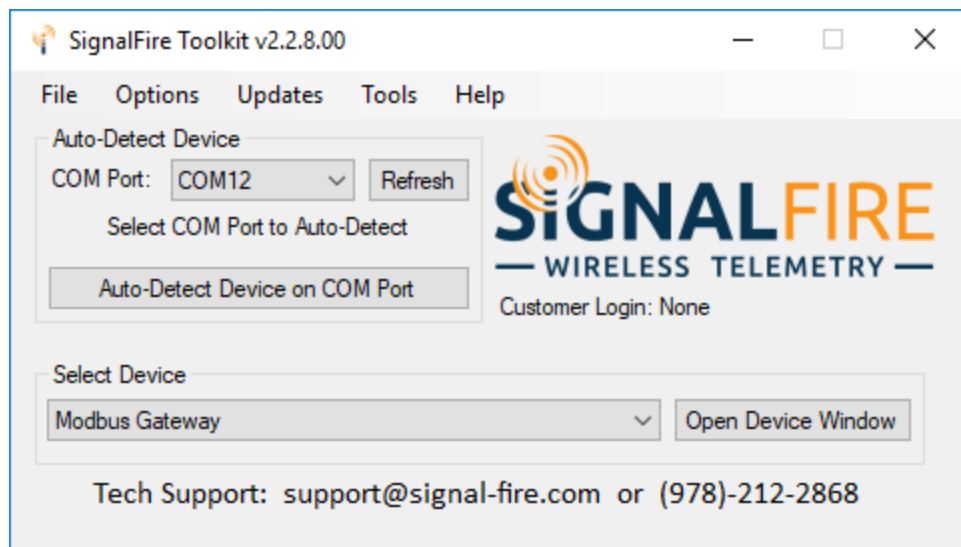 SignalFire Toolkit v2.2.8.00
File Options Updates Tools Help
Auto-Detect Device
COM Port: COM12 Refresh
Select COM Port to Auto-Detect
Auto-Detect Device on COM Port
SIGNALFIRE
WIRELESS TELEMETRY
Customer Login: None
Select Device
Modbus Gateway Open Device Window
Tech Support: support@signal-fire.com or (978)-212-2868